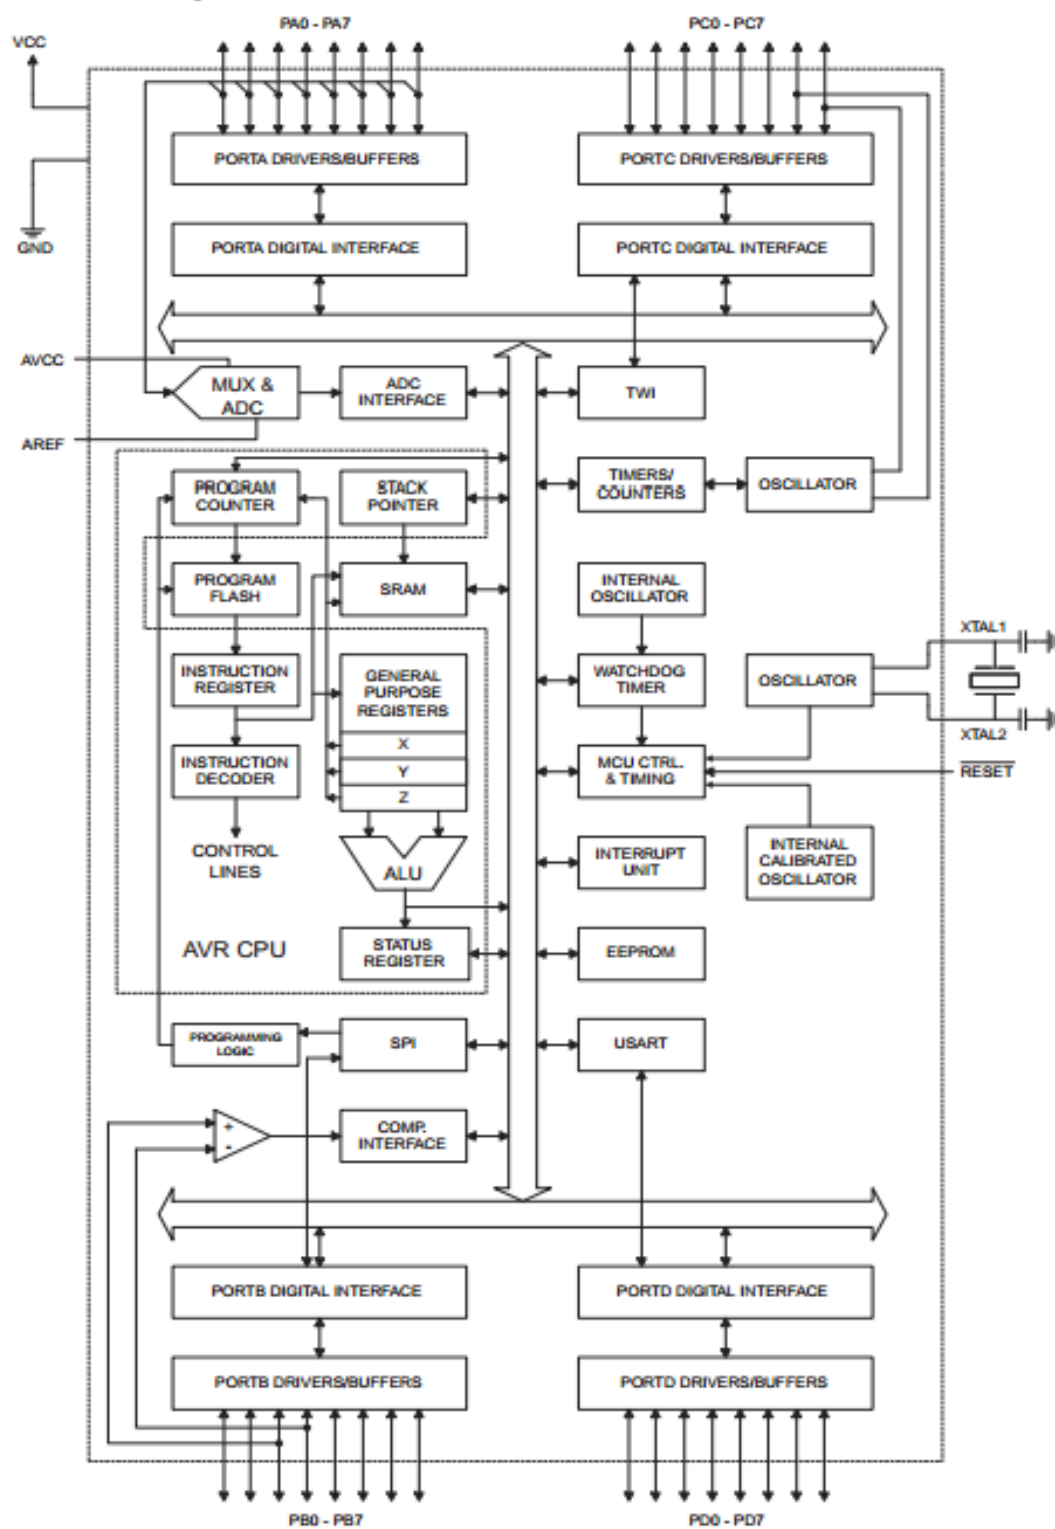 PA0 - PA7
PC0 - PC7
VCC
PORTA DRIVERS/BUFFERS
PORTC DRIVERS/BUFFERS
GND
PORTA DIGITAL INTERFACE
PORTC DIGITAL INTERFACE
AVCC
MUX &
ADC
ADC
INTERFACE
TWI
AREF
PROGRAM
COUNTER
STACK
POINTER
TIMERS/
COUNTERS
OSCILLATOR
PROGRAM
FLASH
SRAM
INTERNAL
OSCILLATOR
XTAL1
INSTRUCTION
REGISTER
GENERAL
PURPOSE
REGISTERS
WATCHDOG
TIMER
OSCILLATOR
XTAL2
X
INSTRUCTION
DECODER
Y
MCU CTRL.
& TIMING
RESET
Z
CONTROL
LINES
ALU
INTERRUPT
UNIT
INTERNAL
CALIBRATED
OSCILLATOR
AVR CPU
STATUS
REGISTER
EEPROM
PROGRAMMING
LOGIC
SPI
USART
+
-
COMP.
INTERFACE
PORTB DIGITAL INTERFACE
PORTD DIGITAL INTERFACE
PORTB DRIVERS/BUFFERS
PORTD DRIVERS/BUFFERS
PB0 - PB7
PD0 - PD7